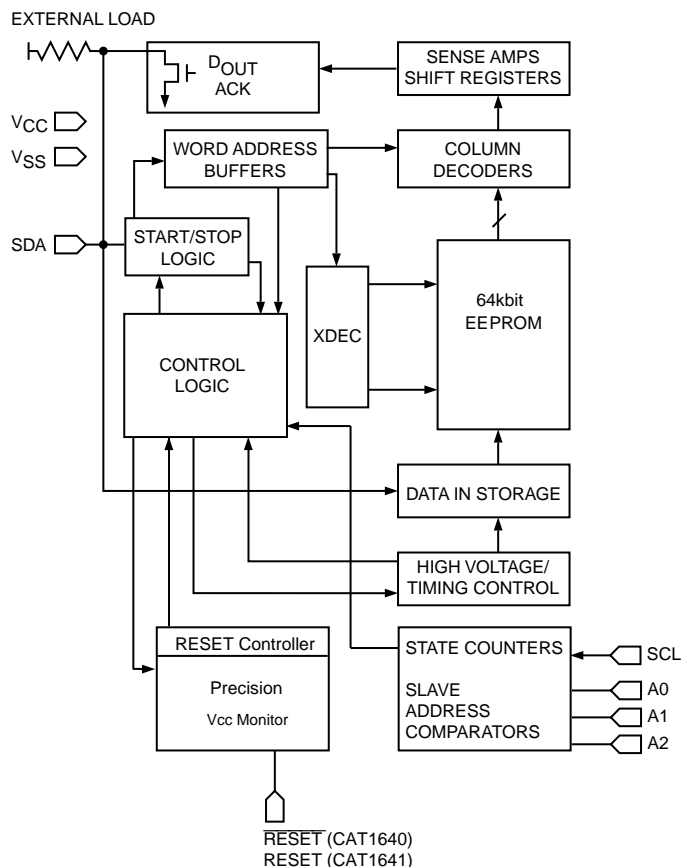 EXTERNAL LOAD
DOUT
ACK
SENSE AMPS
SHIFT REGISTERS
VCC
VSS
WORD ADDRESS
BUFFERS
COLUMN
DECODERS
SDA
START/STOP
LOGIC
XDEC
64kbit
EEPROM
CONTROL
LOGIC
DATA IN STORAGE
HIGH VOLTAGE/
TIMING CONTROL
RESET Controller
Precision
Vcc Monitor
STATE COUNTERS
SLAVE
ADDRESS
COMPARATORS
SCL
A0
A1
A2
RESET (CAT1640)
RESET (CAT1641)